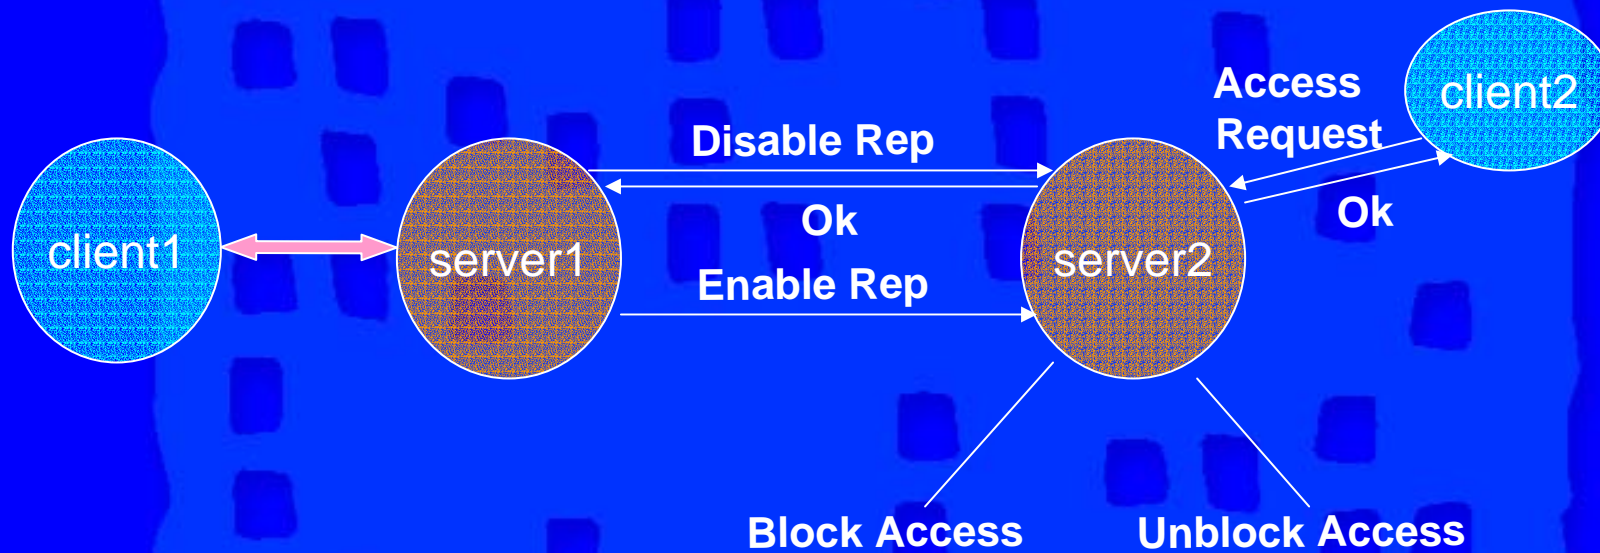 Access
Request
client2
Disable Rep
client1
server1
Ok
server2
Ok
Enable Rep
Block Access
Unblock Access